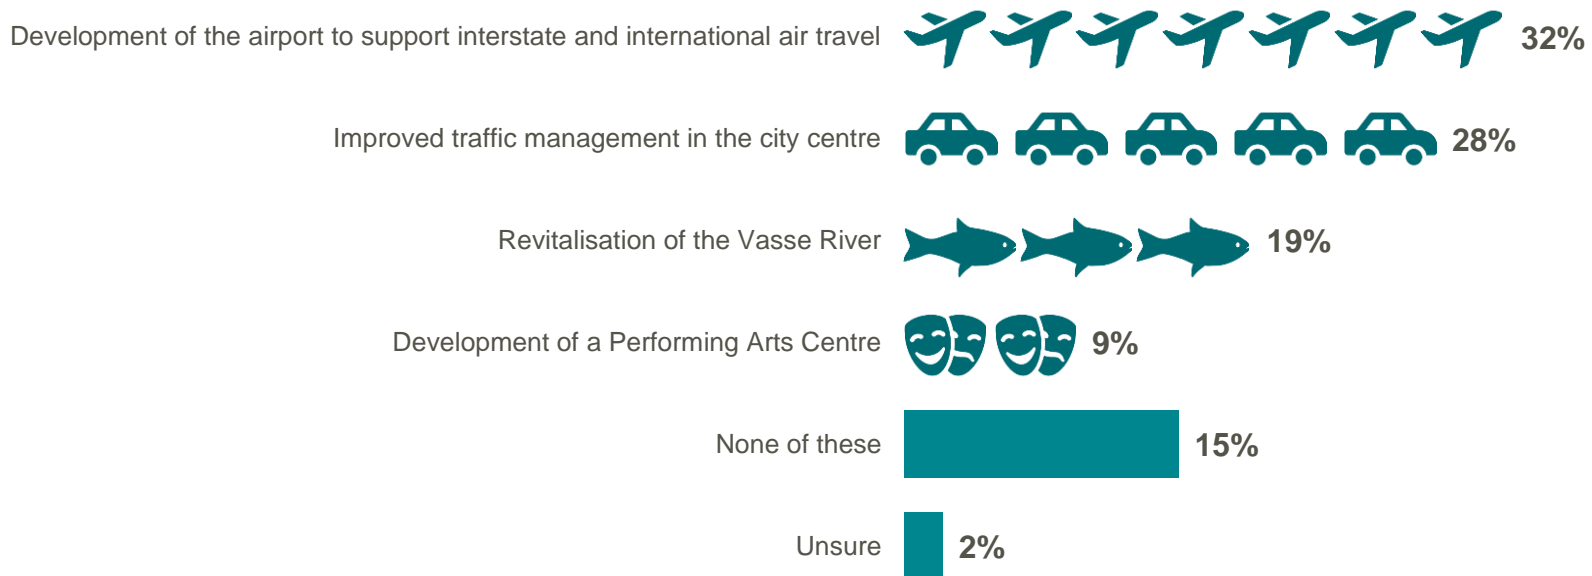 Development of the airport to support interstate and international air travel 32%
Improved traffic management in the city centre 28%
Revitalisation of the Vasse River 19%
Development of a Performing Arts Centre 9%
None of these 15%
Unsure 2%